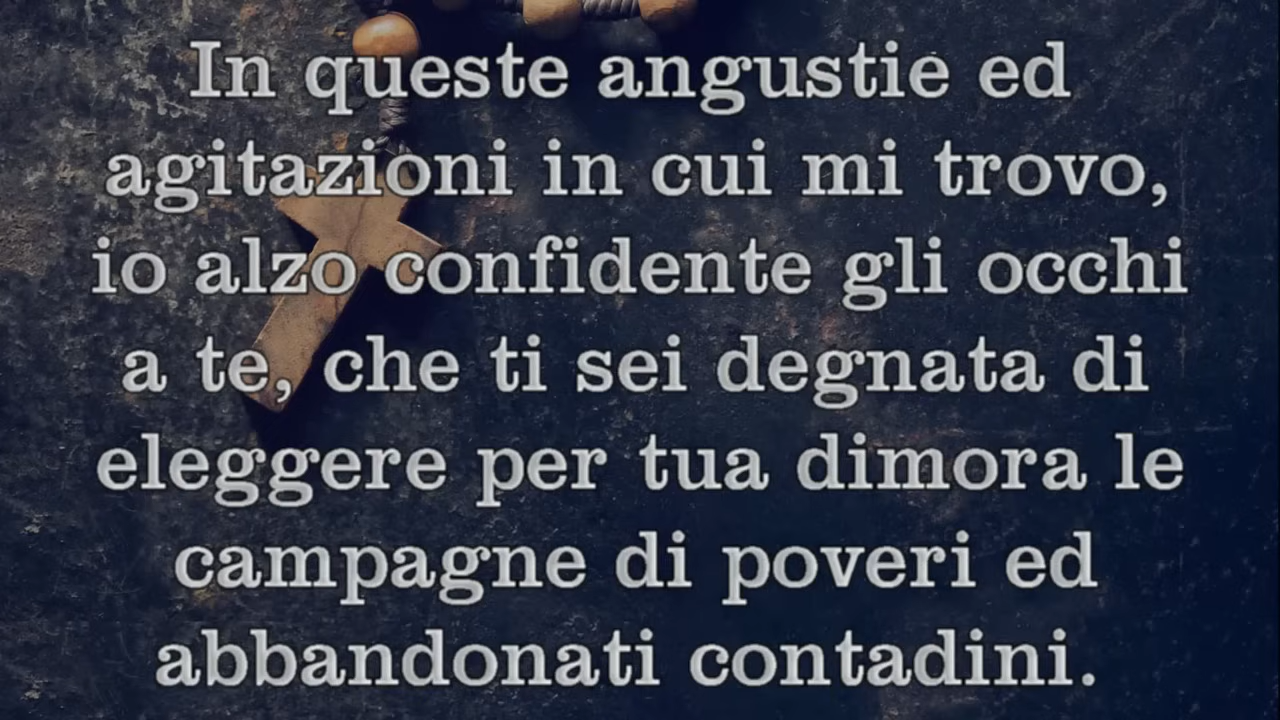 In queste angustie ed
agitazioni in cui mi trovo,
io alzo confidente gli occhi
a te, che ti sei degnata di
eleggere per tua dimora le
campagne di poveri ed
abbandonati contadini.